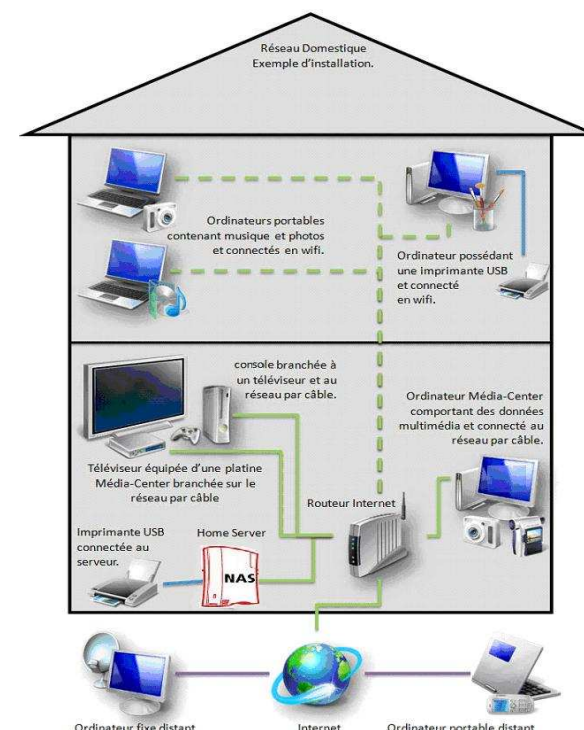 Réseau Domestique
Exemple d'installation.
Ordinateurs portables
contenant musique et photos
et connectés en wifi.
Ordinateur possédant
une imprimante USB
et connecté
en wifi.
console branchée à
un téléviseur et au
réseau par câble.
Ordinateur Média-Center
comportant des données
multimédia et connecté au
réseau par câble.
Téléviseur équipée d'une platine
Média-Center branchée sur le
réseau par câble
Routeur Internet
Imprimante USB
connectée au
serveur.
Home Server
NAS
Ordinateur fixe distant
Internet
Ordinateur portable distant